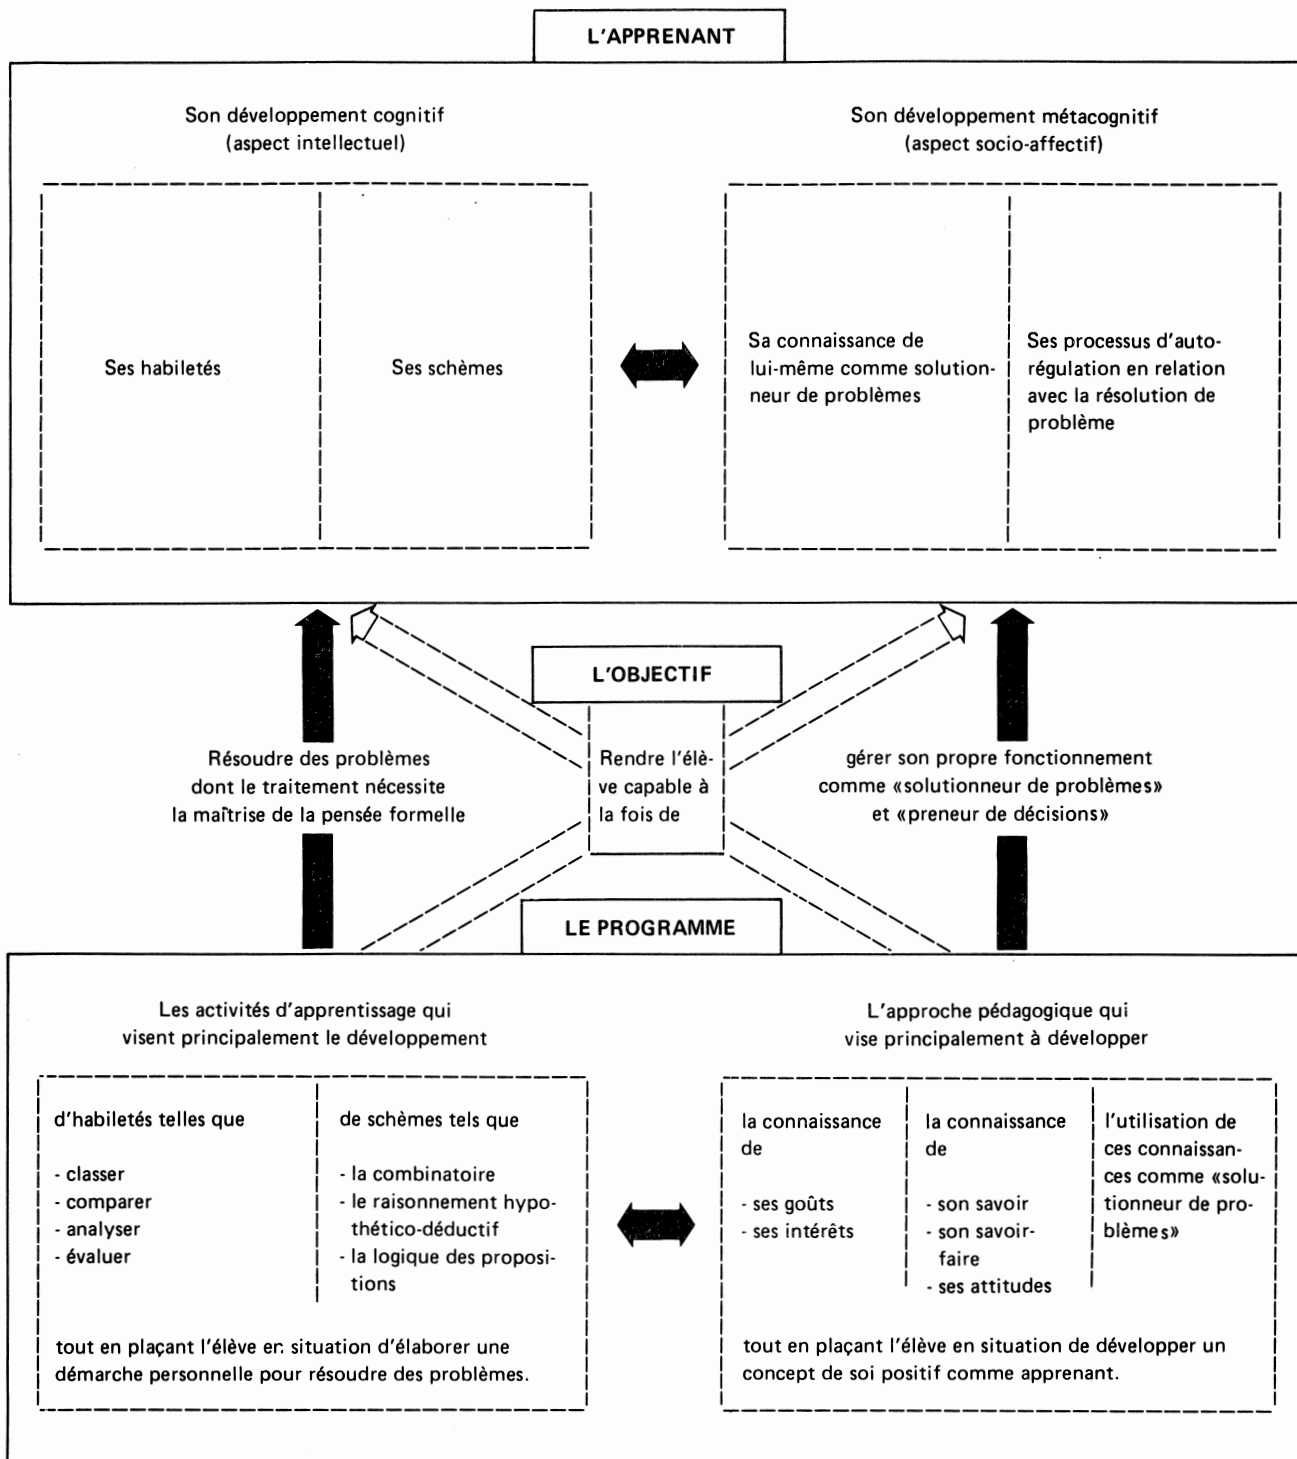 L'APPRENANT
Son développement cognitif
(aspect intellectuel)
Son développement métacognitif
(aspect socio-affectif)
Ses habiletés
Ses schèmes
Sa connaissance de
lui-même comme solution-
neur de problèmes
Ses processus d'auto-
régulation en relation
avec la résolution de
problème
L'OBJECTIF
Résoudre des problèmes
dont le traitement nécessite
la maîtrise de la pensée formelle
Rendre l'élè-
ve capable à
la fois de
gérer son propre fonctionnement
comme «solutionneur de problèmes»
et «preneur de décisions»
LE PROGRAMME
Les activités d'apprentissage qui
visent principalement le développement
d'habiletés telles que
- classer
- comparer
- analyser
- évaluer
de schèmes tels que
- la combinatoire
- le raisonnement hypo-
thético-déductif
- la logique des proposi-
tions
tout en plaçant l'élève en situation d'élaborer une
démarche personnelle pour résoudre des problèmes.
L'approche pédagogique qui
vise principalement à développer
la connaissance
de
- ses goûts
- ses intérêts
la connaissance
de
- son savoir
- son savoir-
faire
- ses attitudes
l'utilisation de
ces connaissan-
ces comme «solu-
tionneur de pro-
blèmes»
tout en plaçant l'élève en situation de développer un
concept de soi positif comme apprenant.